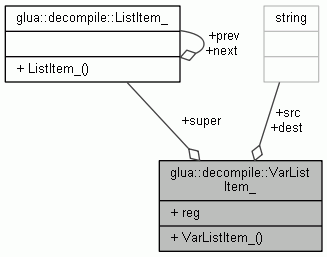 glua::decompile::ListItem_
+ ListItem_()
+prev
+next
string
+super
+src
+dest
glua::decompile::VarList
Item_
+ reg
+ VarListItem_()